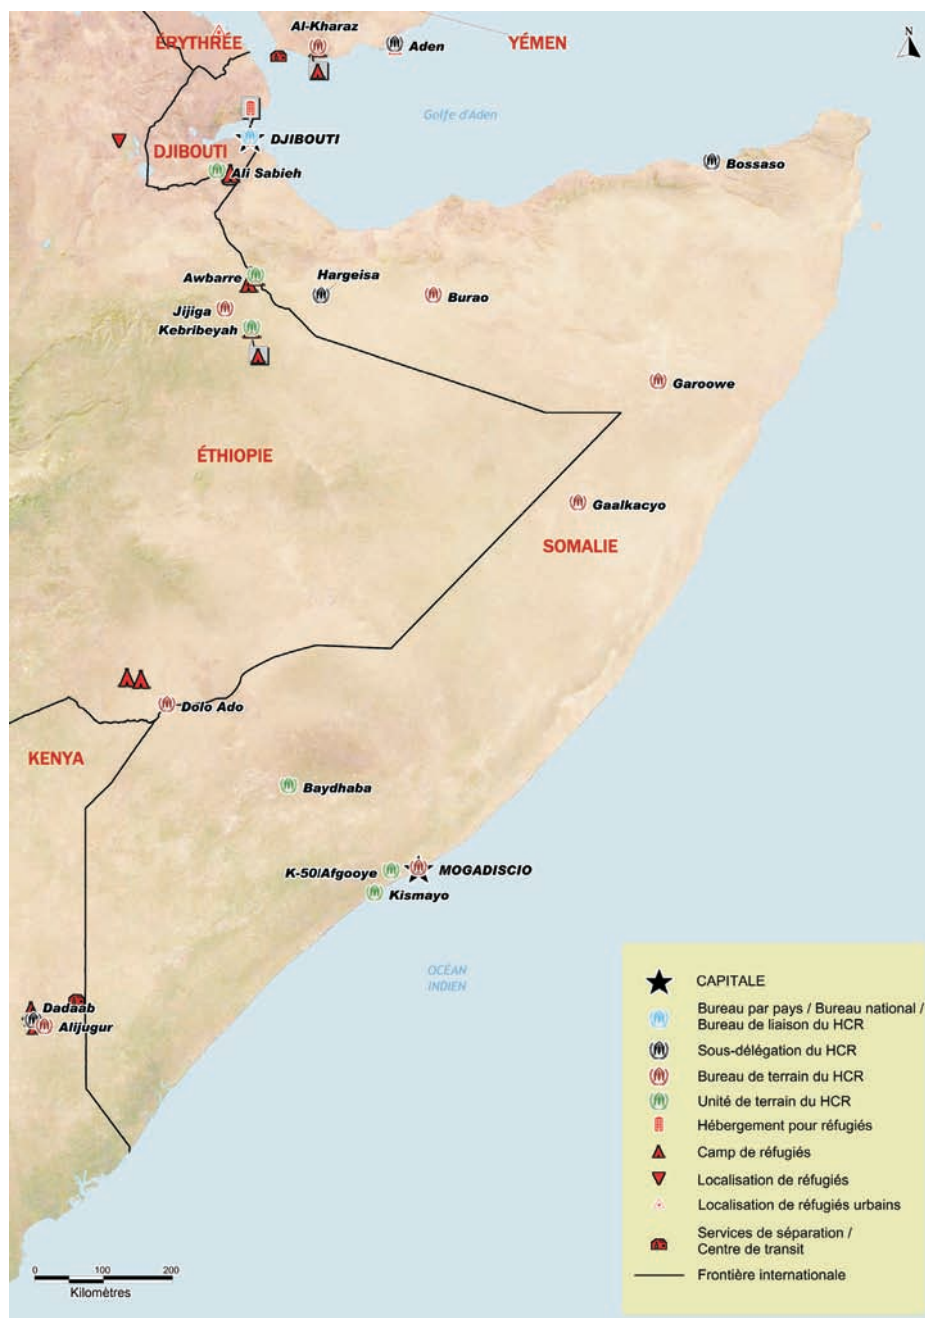 Al-Kharaz
ÉRYTHRÉE
YÉMEN
Aden
N
Golfe d'Aden
DJIBOUTI
DJIBOUTI
Bossaso
Ali Sabieh
Awbarre
Hargeisa
Jijiga
Burao
Kebribeyah
Garoowe
ÉTHIOPIE
Gaalkacyo
SOMALIE
Dolo Ado
KENYA
Baydhaba
K-50/Afgooye
MOGADISCIO
Kismayo
OCÉAN
INDIEN
Dadaab
Alijugur
CAPITALE
Bureau par pays / Bureau national /
Bureau de liaison du HCR
Sous-délégation du HCR
Bureau de terrain du HCR
Unité de terrain du HCR
Hébergement pour réfugiés
Camp de réfugiés
Localisation de réfugiés
Localisation de réfugiés urbains
Services de séparation /
Centre de transit
Frontière internationale
0 100 200
Kilomètres